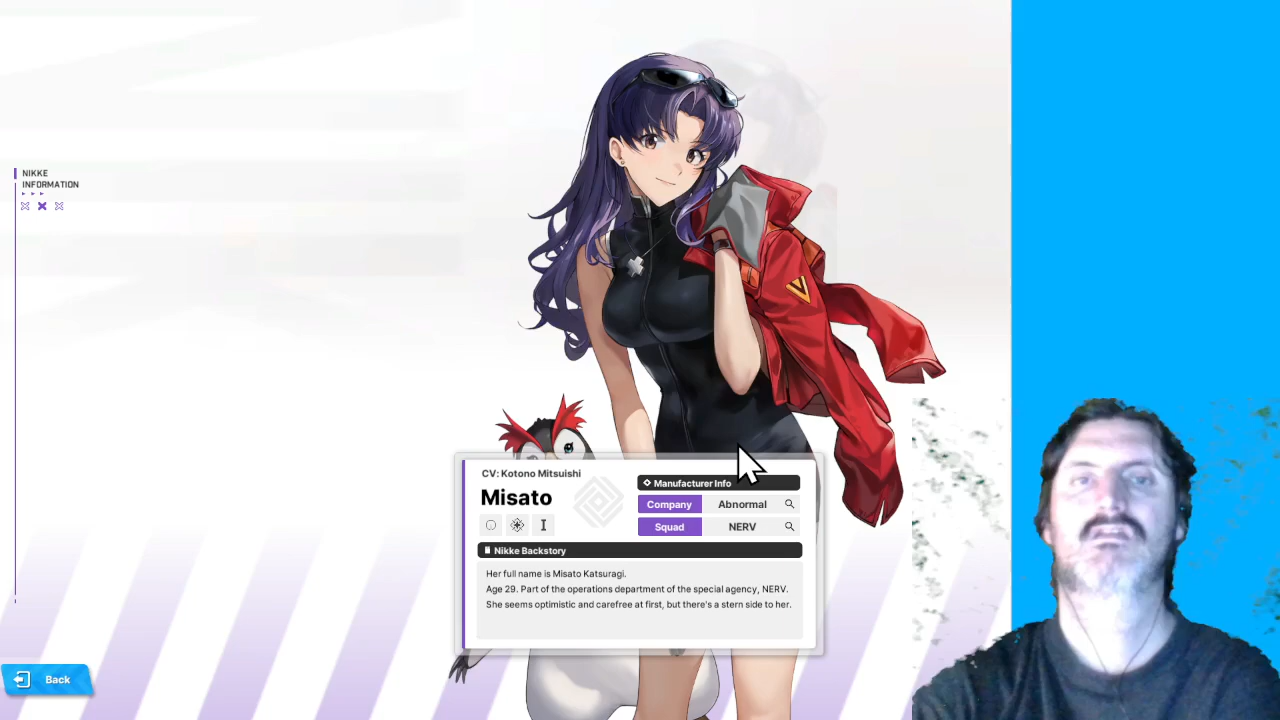 NIKKE
INFORMATION
CV: Kotono Mitsuishi
Misato
Manufacturer Info
Company Abnormal
Squad NERV
Nikke Backstory
Her full name is Misato Katsuragi.
Age 29. Part of the operations department of the special agency, NERV.
She seems optimistic and carefree at first, but there's a stern side to her.
Back